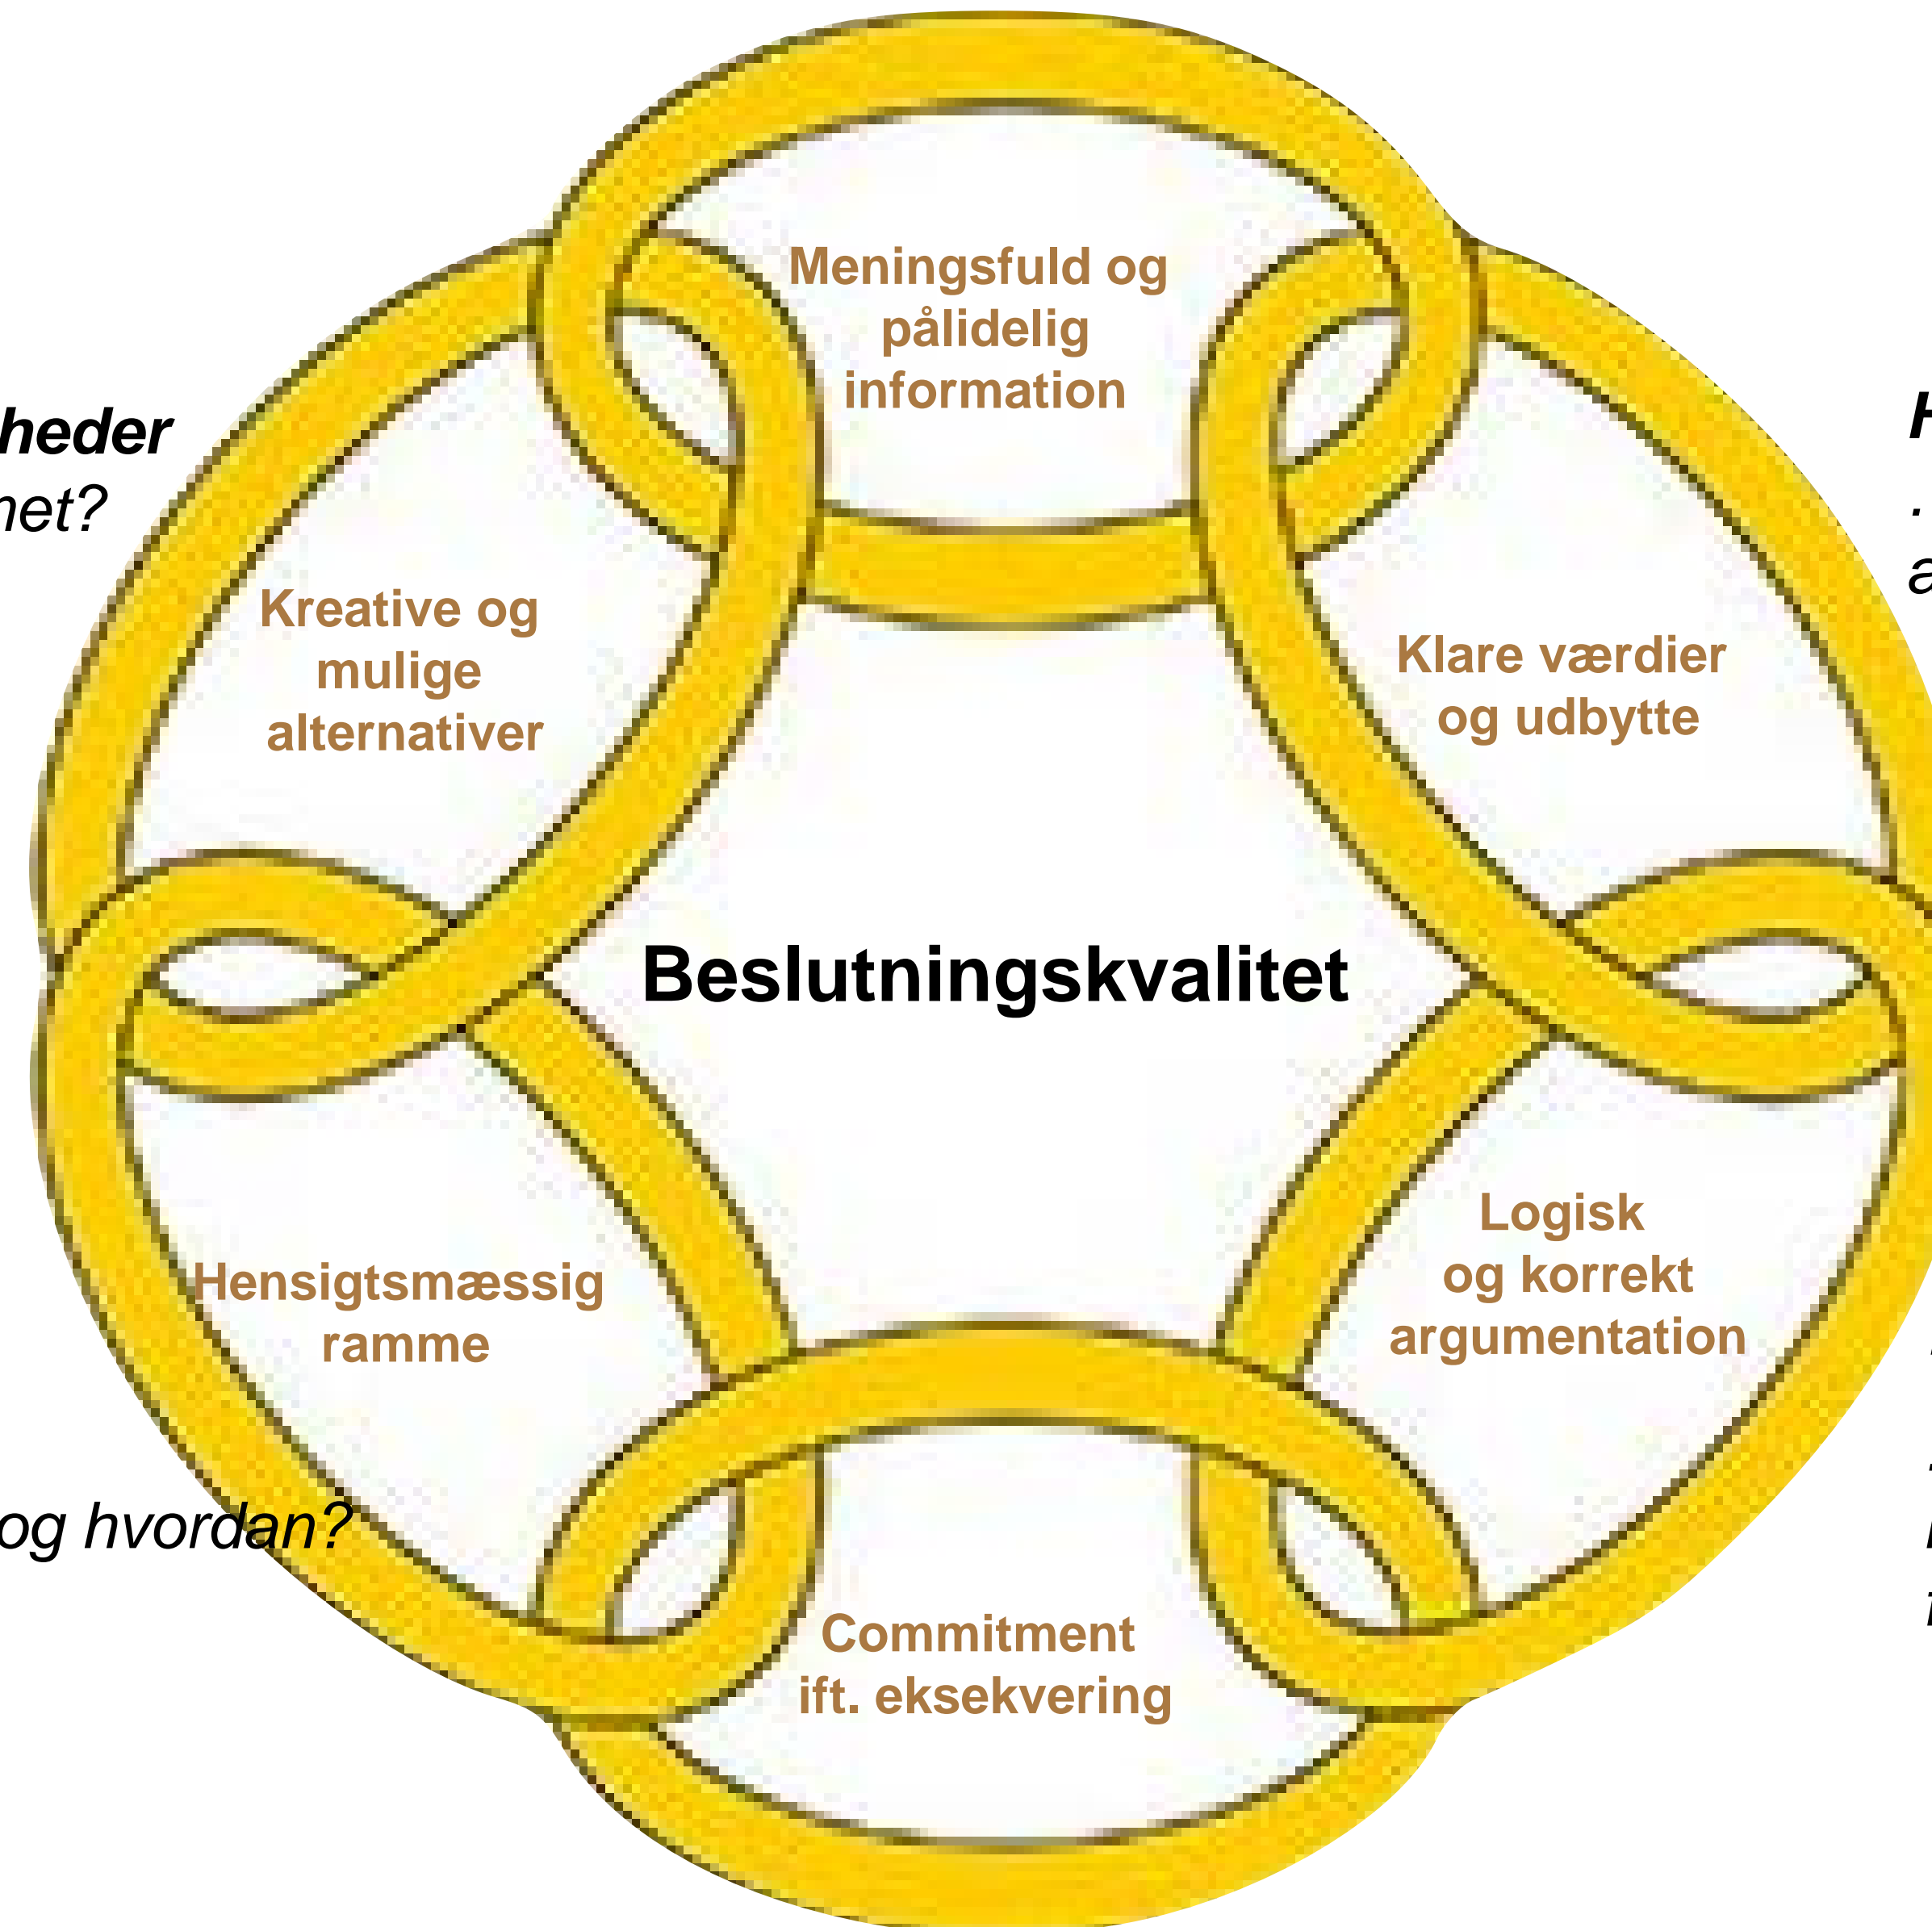 Meningsfuld og
pålidelig
information
heder
net?
Kreative og
mulige
alternativer
Klare værdier
og udbytte
Beslutningskvalitet
Hensigtsmæssig
ramme
Logisk
og korrekt
argumentation
og hvordan?
Commitment
ift. eksekvering